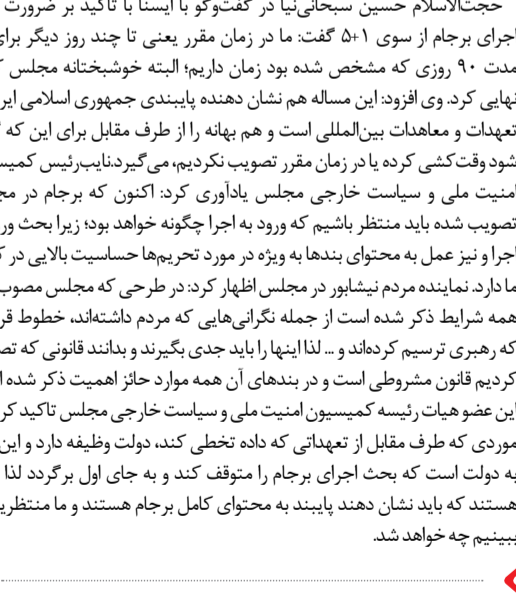 حجت‌الاسلام حسین سبحانی‌نیا در گفت‌وگو با ایسنا با تاکید بر ضرورت
اجرای برجام از سوی ۱+۵ گفت: ما در زمان مقرر یعنی تا چند روز دیگر برای
مدت ۹۰ روزی که مشخص شده بود زمان داریم؛ البته خوشبختانه مجلس
نهایی کرد. وی افزود: این مساله هم نشان دهنده پایبندی جمهوری اسلامی
تعهدات و معاهدات بین‌المللی است و هم بهانه را از طرف مقابل برای این که
شود وقت‌کشی کرده یا در زمان مقرر تصویب نکردیم، می‌گیرد.نایب‌رئیس
امنیت ملی و سیاست خارجی مجلس یادآوری کرد: اکنون که برجام در
تصویب شده باید منتظر باشیم که ورود به اجرا چگونه خواهد بود؛ زیرا بحث
اجرا و نیز عمل به محتوای بندها به ویژه در مورد تحریم‌ها حساسیت بالایی در
ما دارد. نماینده مردم نیشابور در مجلس اظهار کرد: در طرحی که مجلس مصوب
همه شرایط ذکر شده است از جمله نگرانی‌هایی که مردم داشته‌اند، خطوط
که رهبری ترسیم کرده‌اند و ... لذا اینها را باید جدی بگیرند و بدانند قانونی که
کردیم قانون مشروطی است و در بندهای آن همه موارد حائز اهمیت ذکر شده
این عضو هیات رئیسه کمیسیون امنیت ملی و سیاست خارجی مجلس تاکید
موردی که طرف مقابل از تعهداتی که داده تخطی کند، دولت وظیفه دارد و این
به دولت است که بحث اجرای برجام را متوقف کند و به جای اول برگردد لذا
هستند که باید نشان دهند پایبند به محتوای کامل برجام هستند و ما
ببینیم چه خواهد شد.